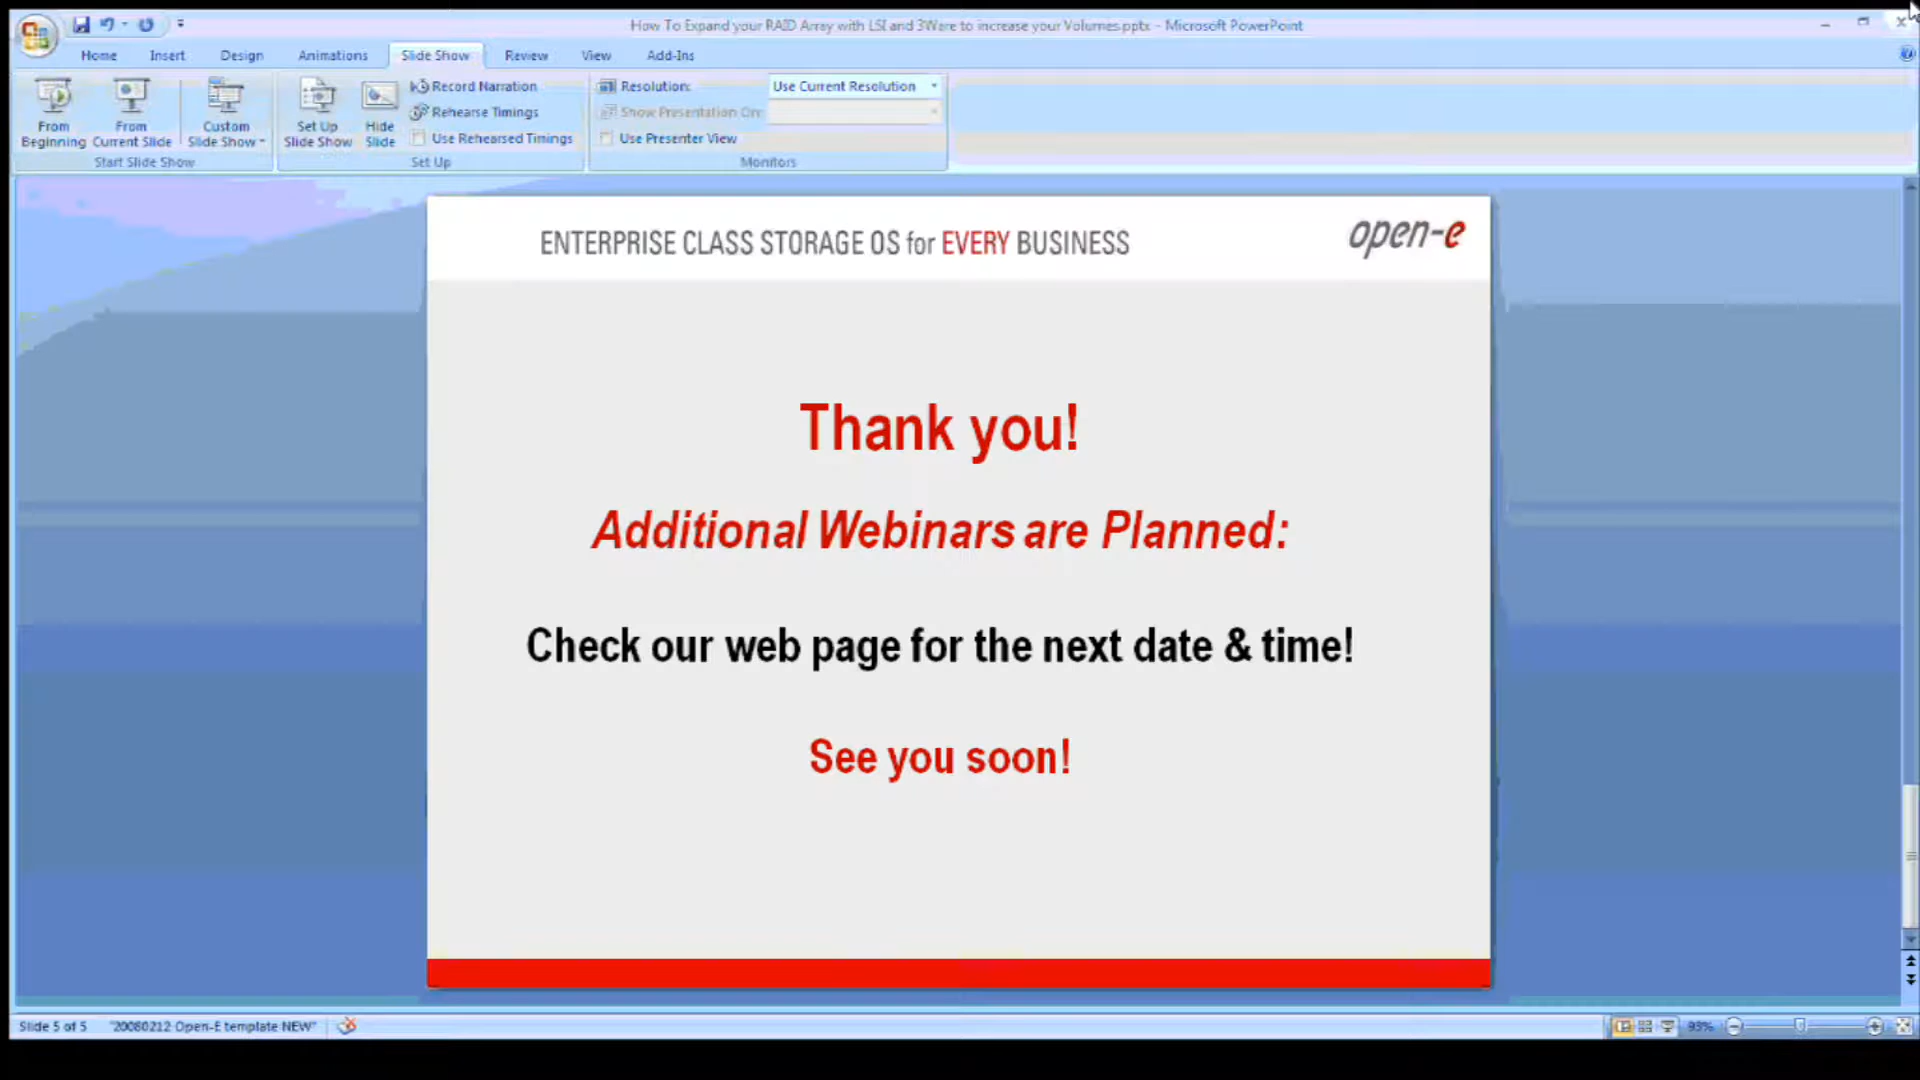 How To Expand your RAID Array with LSI and 3Ware to increase your Volumes.pptx - Microsoft PowerPoint
Home Insert Design Animations Slide Show Review View Add-Ins
From Beginning
From Current Slide
Custom Slide Show
Start Slide Show
Set Up Slide Show
Hide Slide
Record Narration
Rehearse Timings
Use Rehearsed Timings
Set Up
Resolution: Use Current Resolution
Show Presentation On:
Use Presenter View
Monitors
ENTERPRISE CLASS STORAGE OS for EVERY BUSINESS
open-e
Thank you!
Additional Webinars are Planned:
Check our web page for the next date & time!
See you soon!
Slide 5 of 5 "20080212 Open-E template NEW" 93%